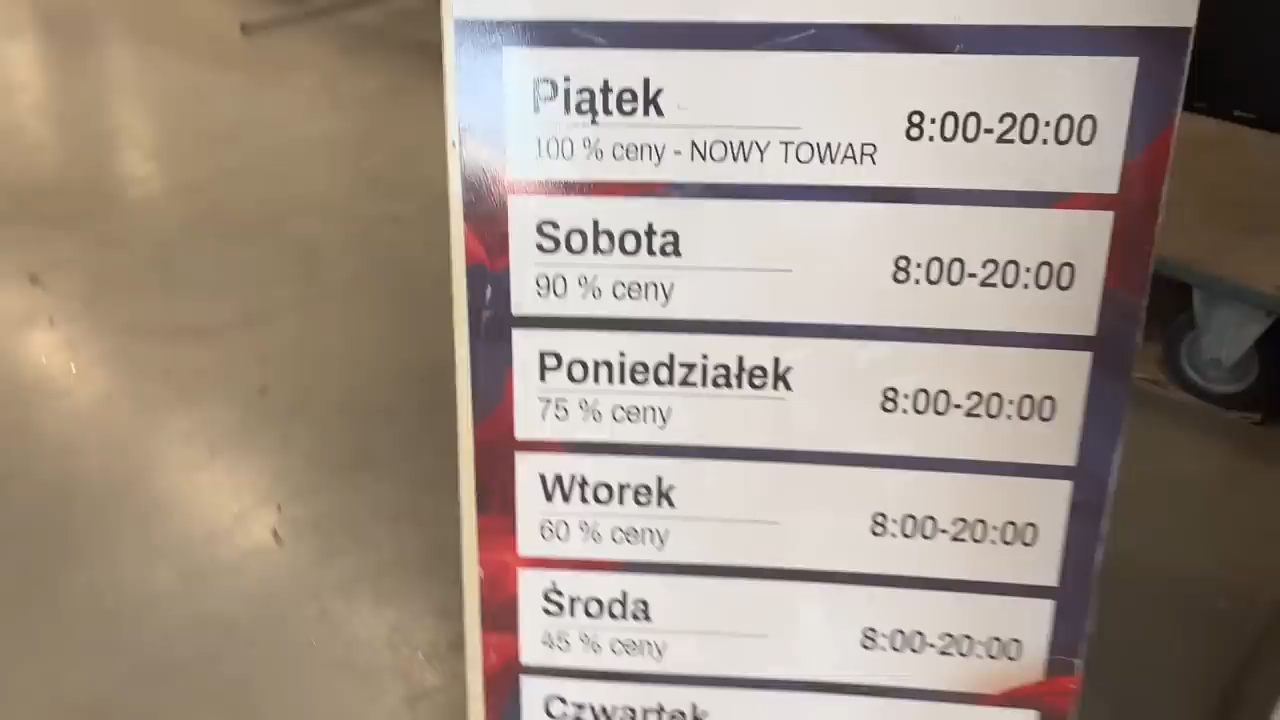 Piątek
100 % ceny - NOWY TOWAR
8:00-20:00
Sobota
90 % ceny
8:00-20:00
Poniedziałek
75 % ceny
8:00-20:00
Wtorek
60 % ceny
8:00-20:00
Środa
45 % ceny
8:00-20:00
Czwartek